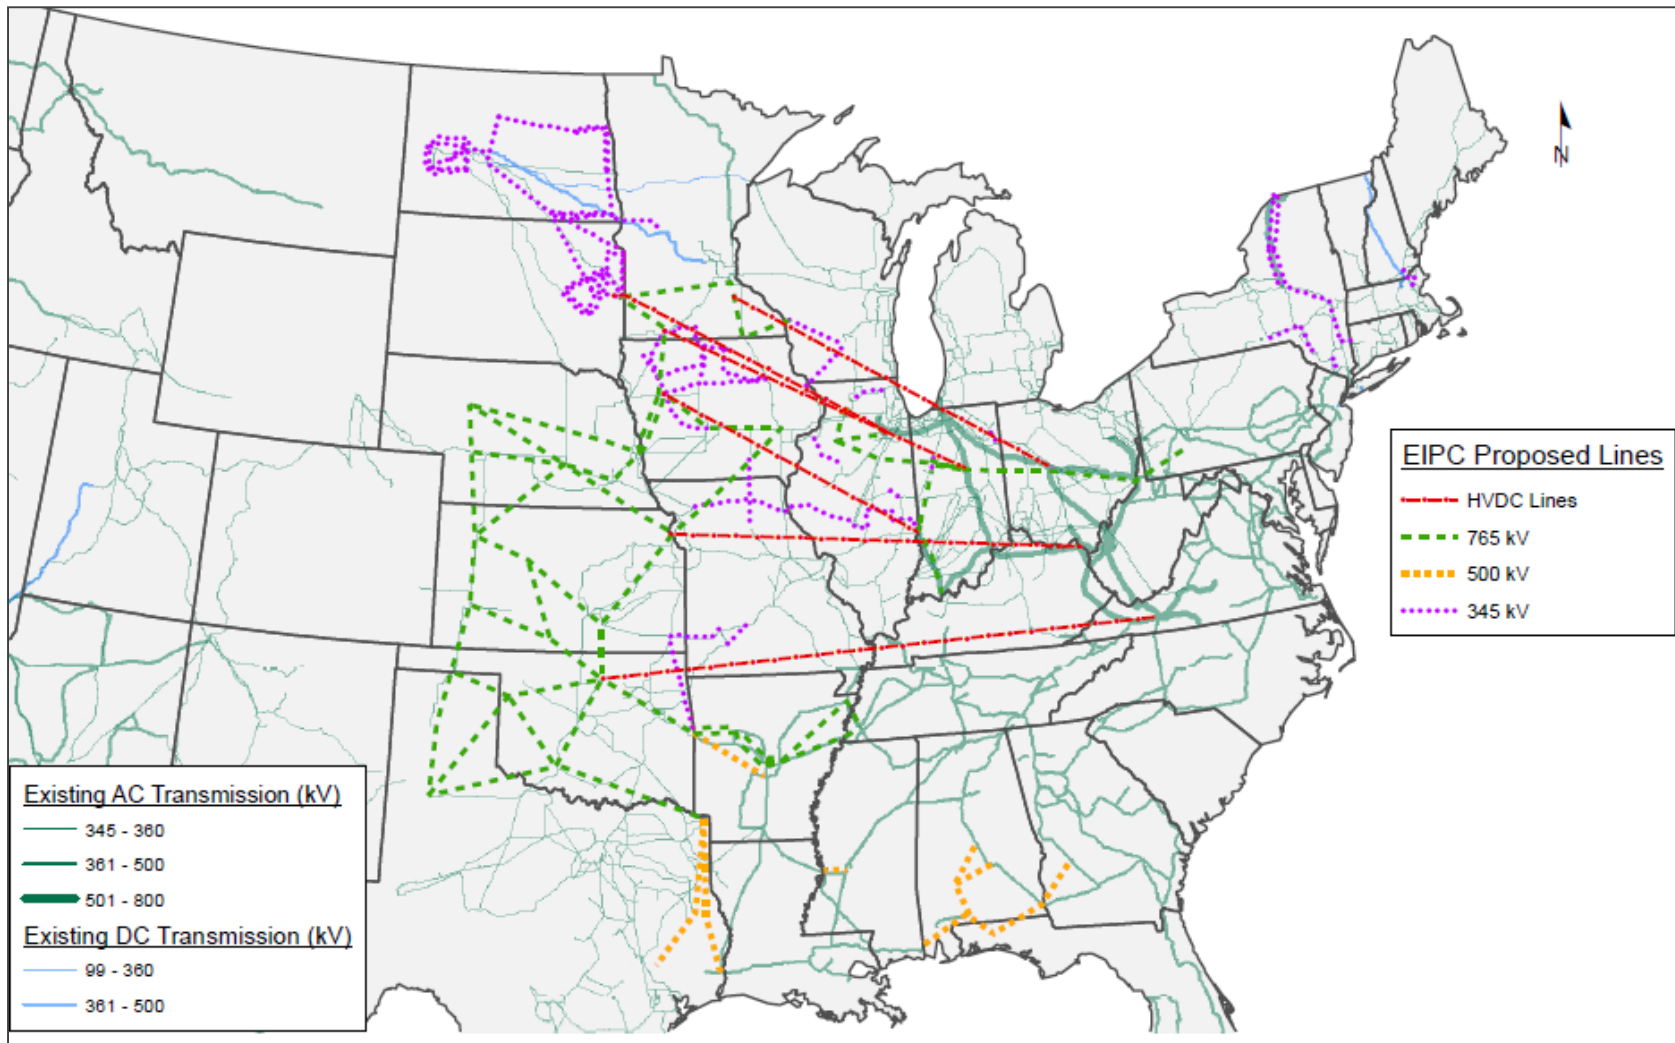 N
EIPC Proposed Lines
HVDC Lines
765 kV
500 kV
345 kV
Existing AC Transmission (kV)
345 - 360
361 - 500
501 - 800
Existing DC Transmission (kV)
99 - 360
361 - 500